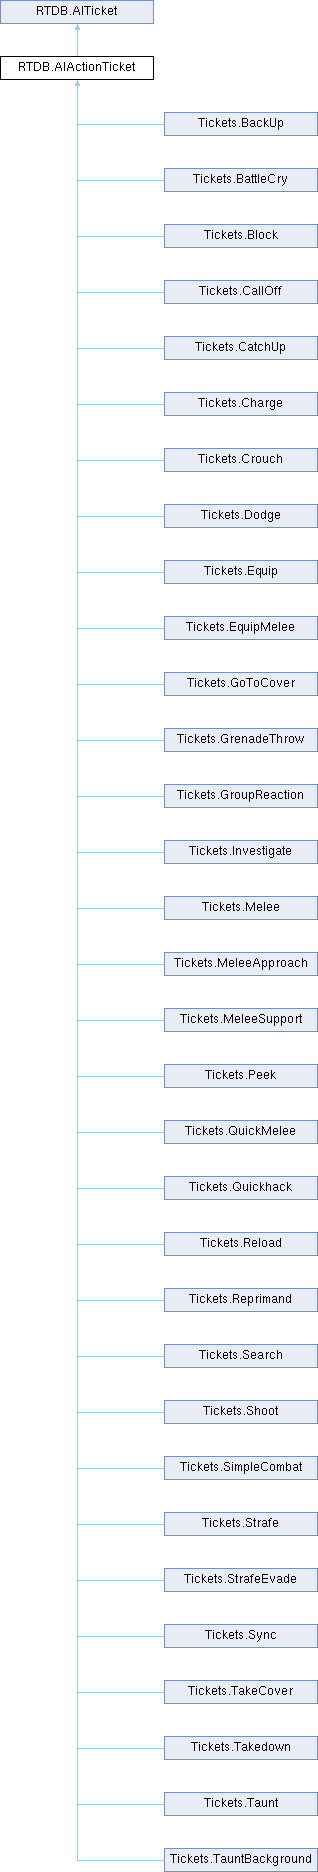 RTDB.AITicket
RTDB.AIActionTicket
Tickets.BackUp
Tickets.BattleCry
Tickets.Block
Tickets.CallOff
Tickets.CatchUp
Tickets.Charge
Tickets.Crouch
Tickets.Dodge
Tickets.Equip
Tickets.EquipMelee
Tickets.GoToCover
Tickets.GrenadeThrow
Tickets.GroupReaction
Tickets.Investigate
Tickets.Melee
Tickets.MeleeApproach
Tickets.MeleeSupport
Tickets.Peek
Tickets.QuickMelee
Tickets.Quickhack
Tickets.Reload
Tickets.Reprimand
Tickets.Search
Tickets.Shoot
Tickets.SimpleCombat
Tickets.Strafe
Tickets.StrafeEvade
Tickets.Sync
Tickets.TakeCover
Tickets.Takedown
Tickets.Taunt
Tickets.TauntBackground